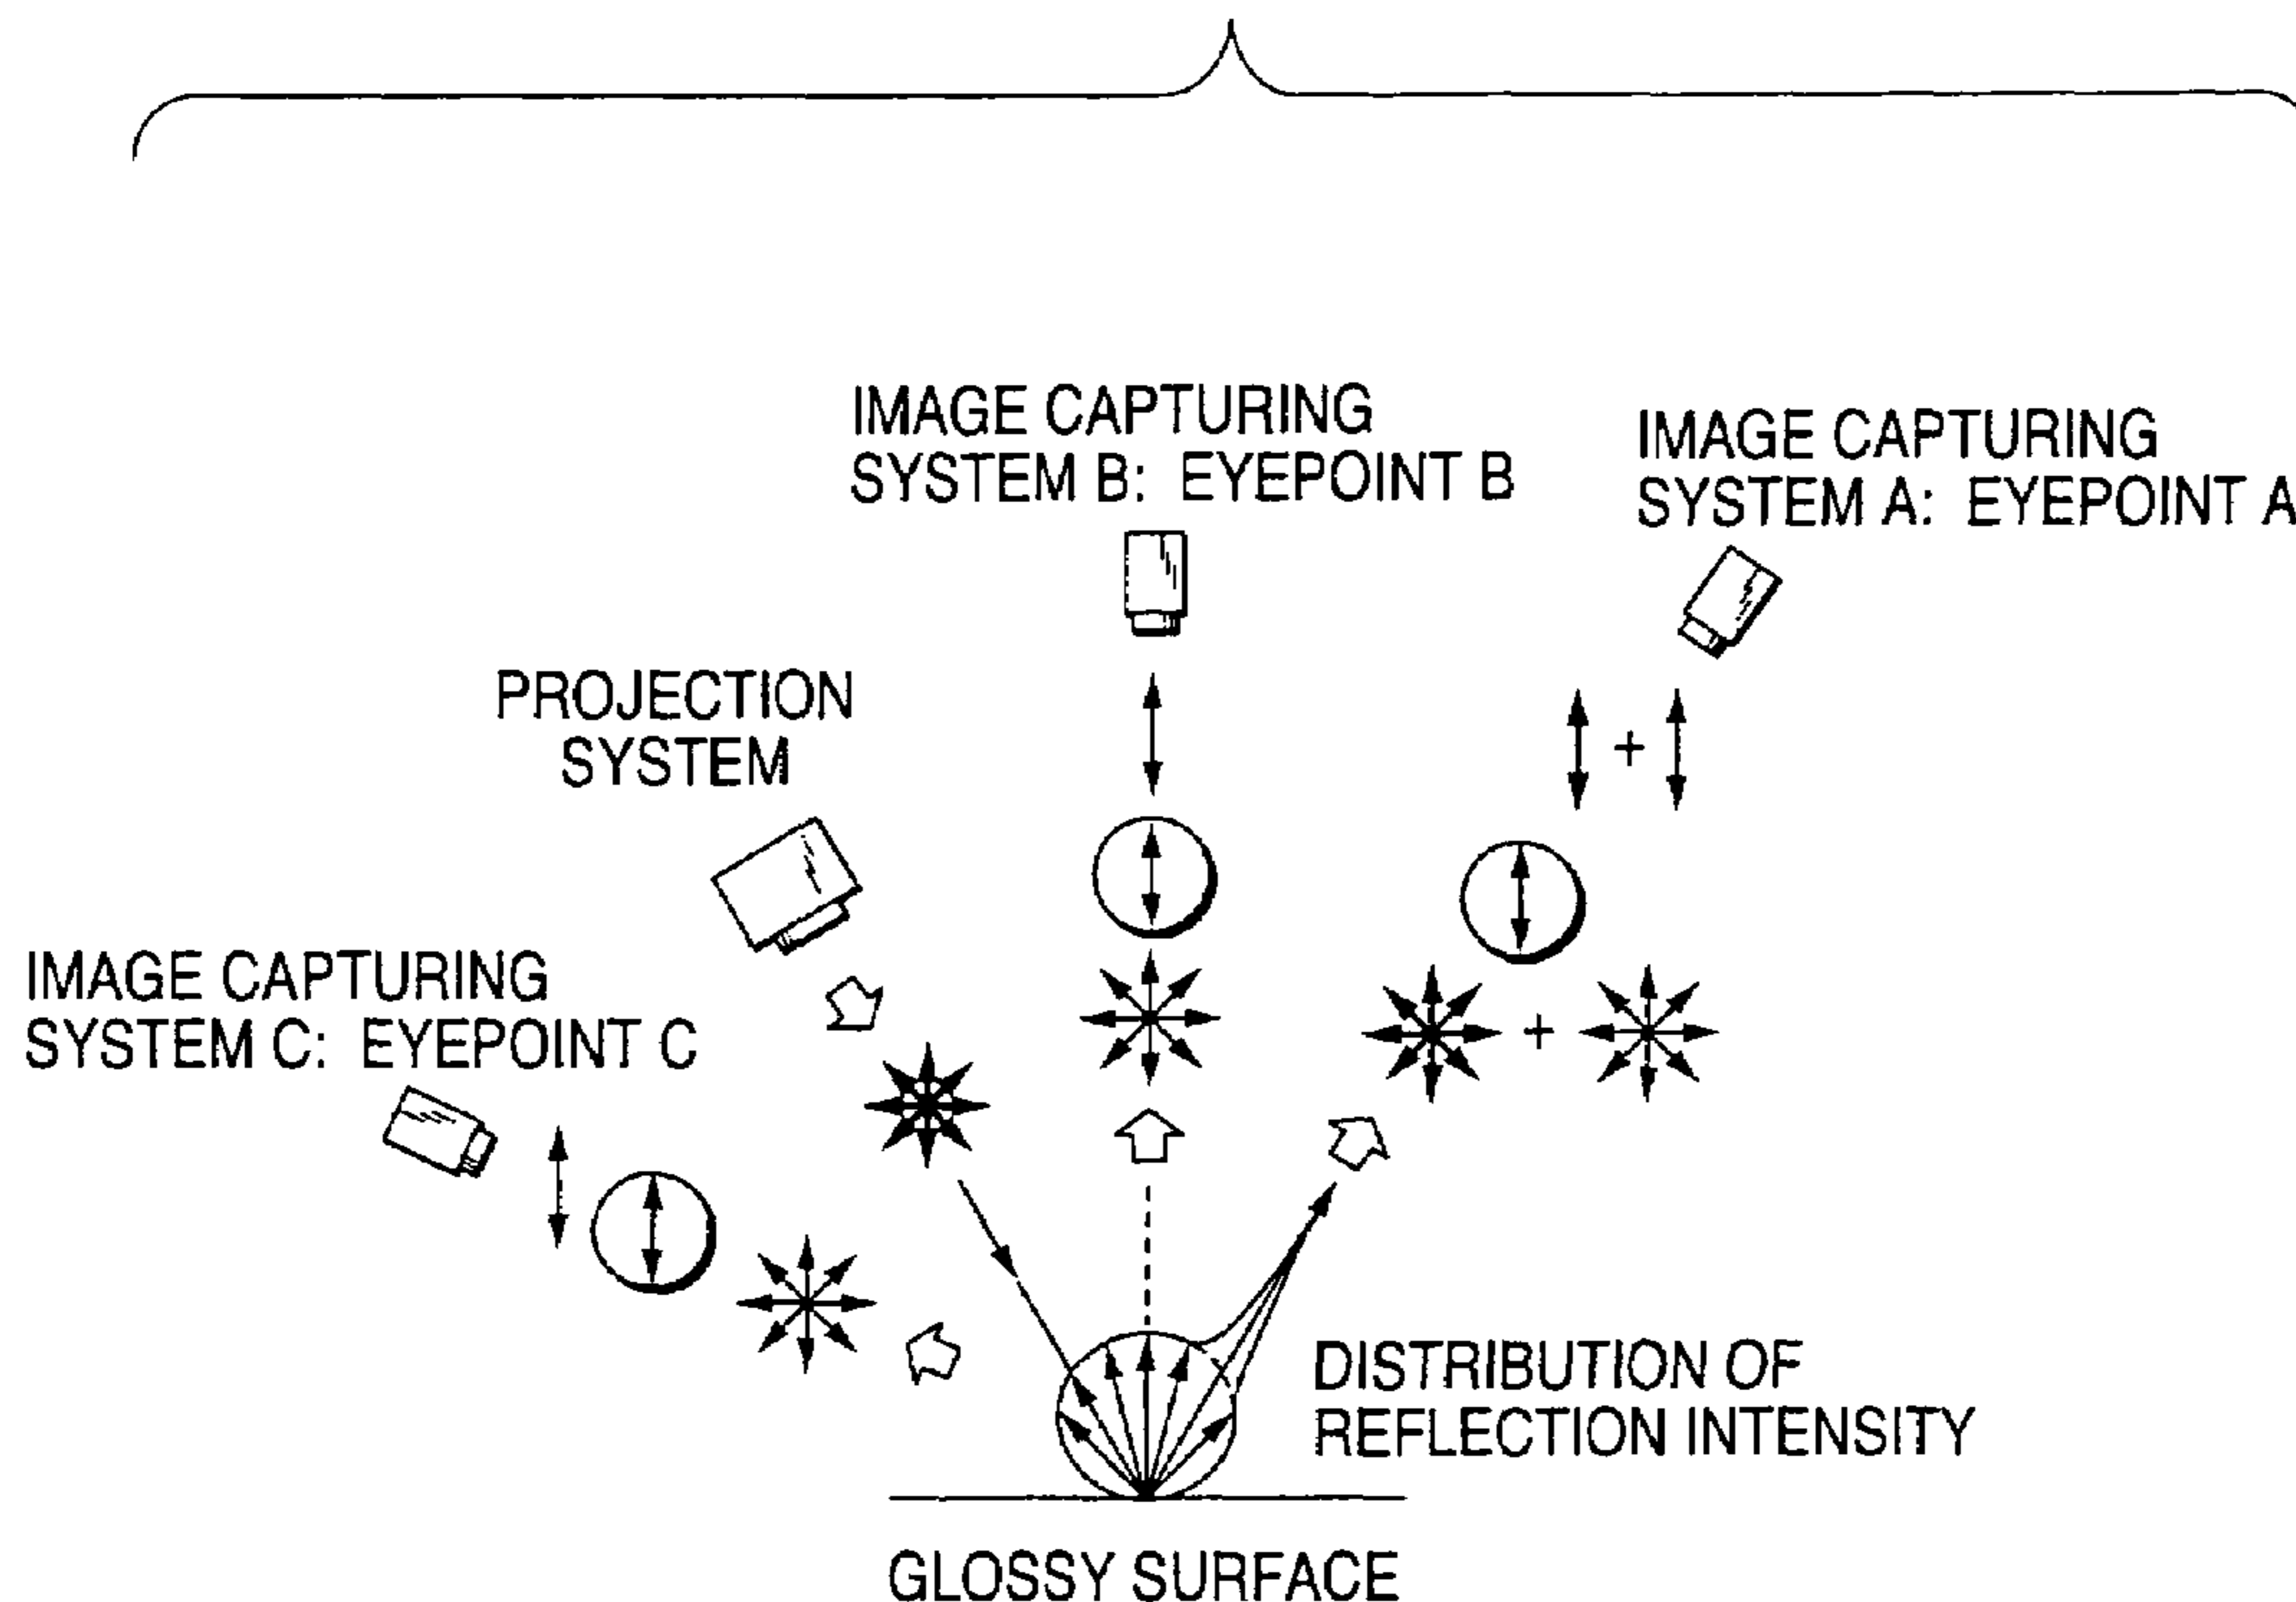 IMAGE CAPTURING
SYSTEM B: EYEPOINT B
IMAGE CAPTURING
SYSTEM A: EYEPOINT A
PROJECTION
SYSTEM
+
IMAGE CAPTURING
SYSTEM C: EYEPOINT C
+
DISTRIBUTION OF
REFLECTION INTENSITY
GLOSSY SURFACE